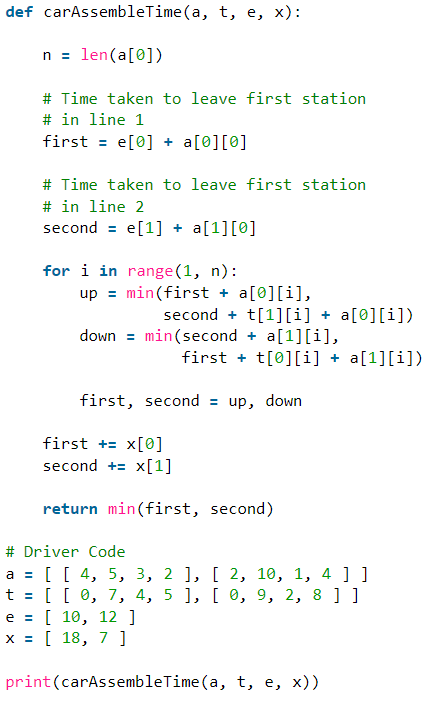 def carAssembleTime(a, t, e, x):
    n = len(a[0])
    # Time taken to leave first station
    # in line 1
    first = e[0] + a[0][0]
    # Time taken to leave first station
    # in line 2
    second = e[1] + a[1][0]
    for i in range(1, n):
        up = min(first + a[0][i],
                 second + t[1][i] + a[0][i])
        down = min(second + a[1][i],
                   first + t[0][i] + a[1][i])
        first, second = up, down
    first += x[0]
    second += x[1]
    return min(first, second)
# Driver Code
a = [ [ 4, 5, 3, 2 ], [ 2, 10, 1, 4 ] ]
t = [ [ 0, 7, 4, 5 ], [ 0, 9, 2, 8 ] ]
e = [ 10, 12 ]
x = [ 18, 7 ]
print(carAssembleTime(a, t, e, x))